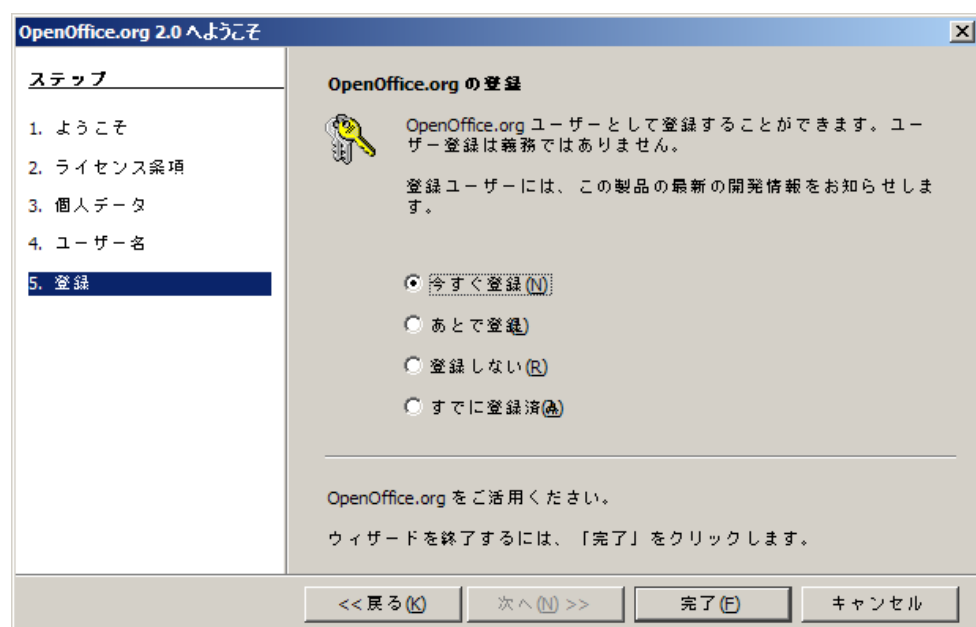 OpenOffice.org 2.0 へようこそ
ステップ
1. ようこそ
2. ライセンス条項
3. 個人データ
4. ユーザー名
5. 登録
OpenOffice.org の登録
OpenOffice.org ユーザーとして登録することができます。ユー
ザー登録は義務ではありません。
登録ユーザーには、この製品の最新の開発情報をお知らせしま
す。
今すぐ登録(N)
あとで登録)
登録しない(R)
すでに登録済(A)
OpenOffice.org をご活用ください。
ウィザードを終了するには、「完了」をクリックします。
<<戻る(K)
次へ(N) >>
完了(F)
キャンセル